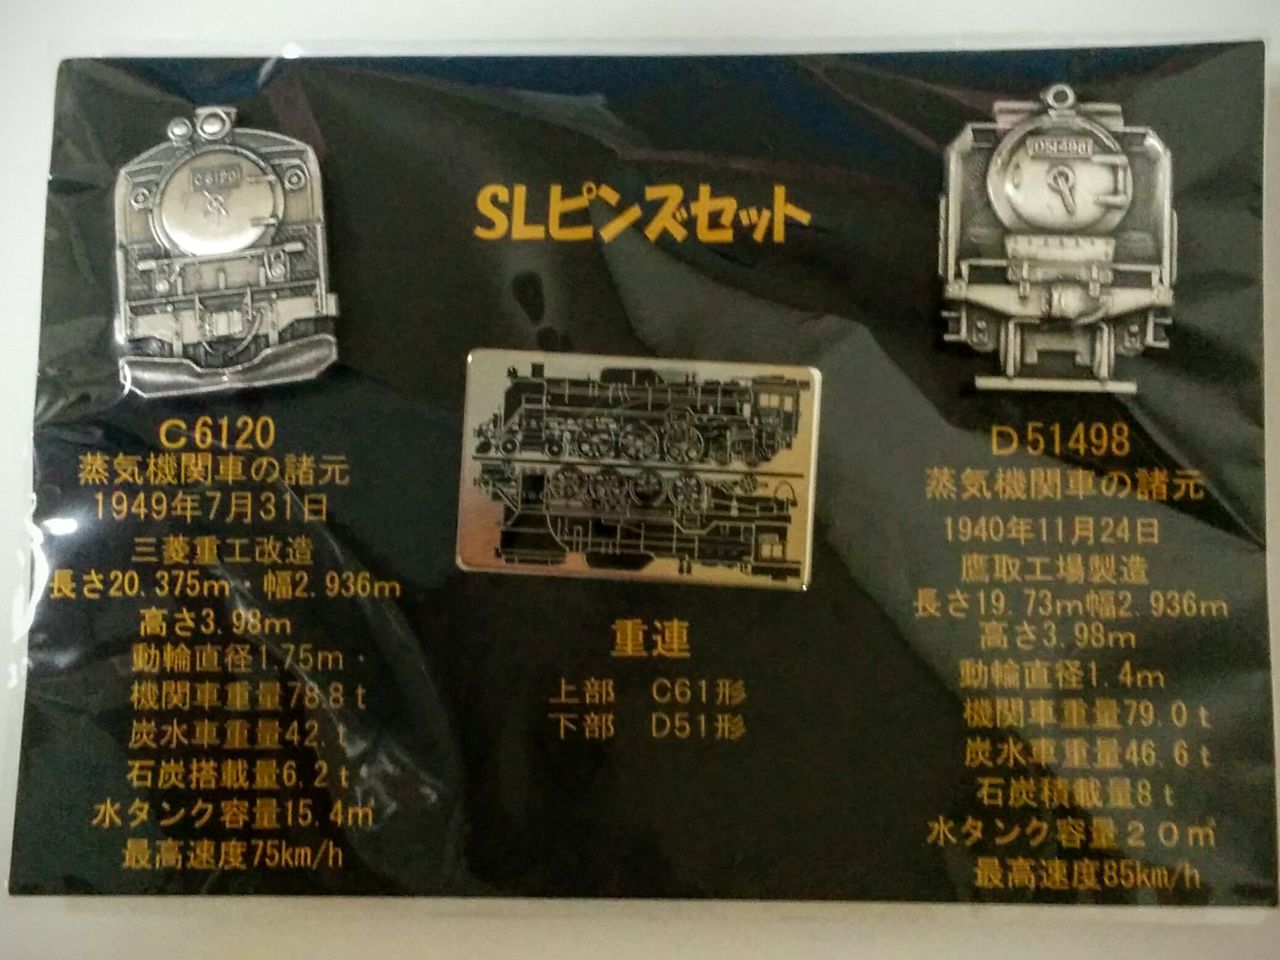 SLピンズセット
C6120
D51498
C6120
蒸気機関車の諸元
1949年7月31日
三菱重工改造
長さ20.375m・幅2.936m
高さ3.98m
動輪直径1.75m・
機関車重量78.8t
炭水車重量42.t
石炭搭載量6.2t
水タンク容量15.4㎥
最高速度75km/h
重連
上部 C61形
下部 D51形
D51498
蒸気機関車の諸元
1940年11月24日
鷹取工場製造
長さ19.73m幅2.936m
高さ3.98m
動輪直径1.4m
機関車重量79.0t
炭水車重量46.6t
石炭積載量8t
水タンク容量20㎥
最高速度85km/h